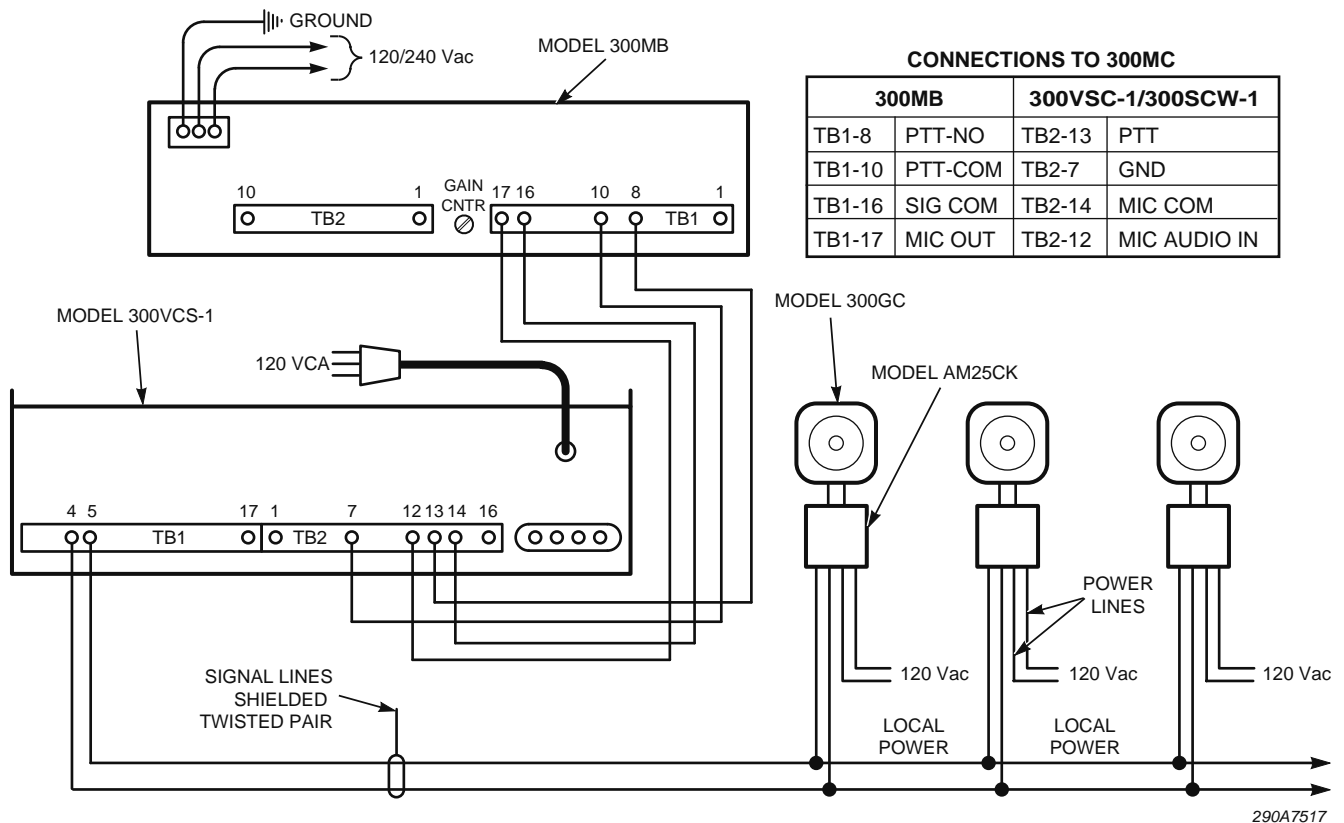 GROUND
120/240 Vac
MODEL 300MB
CONNECTIONS TO 300MC
300MB 300VSC-1/300SCW-1
TB1-8 PTT-NO TB2-13 PTT
TB1-10 PTT-COM TB2-7 GND
TB1-16 SIG COM TB2-14 MIC COM
TB1-17 MIC OUT TB2-12 MIC AUDIO IN
10 1 GAIN 17 16 10 8 1
CNTR
TB2 TB1
MODEL 300VCS-1
120 VCA
MODEL 300GC
MODEL AM25CK
4 5 17 1 7 12 13 14 16
TB1 TB2
POWER
LINES
120 Vac 120 Vac 120 Vac
SIGNAL LINES
SHIELDED
TWISTED PAIR
LOCAL
POWER
LOCAL
POWER
290A7517